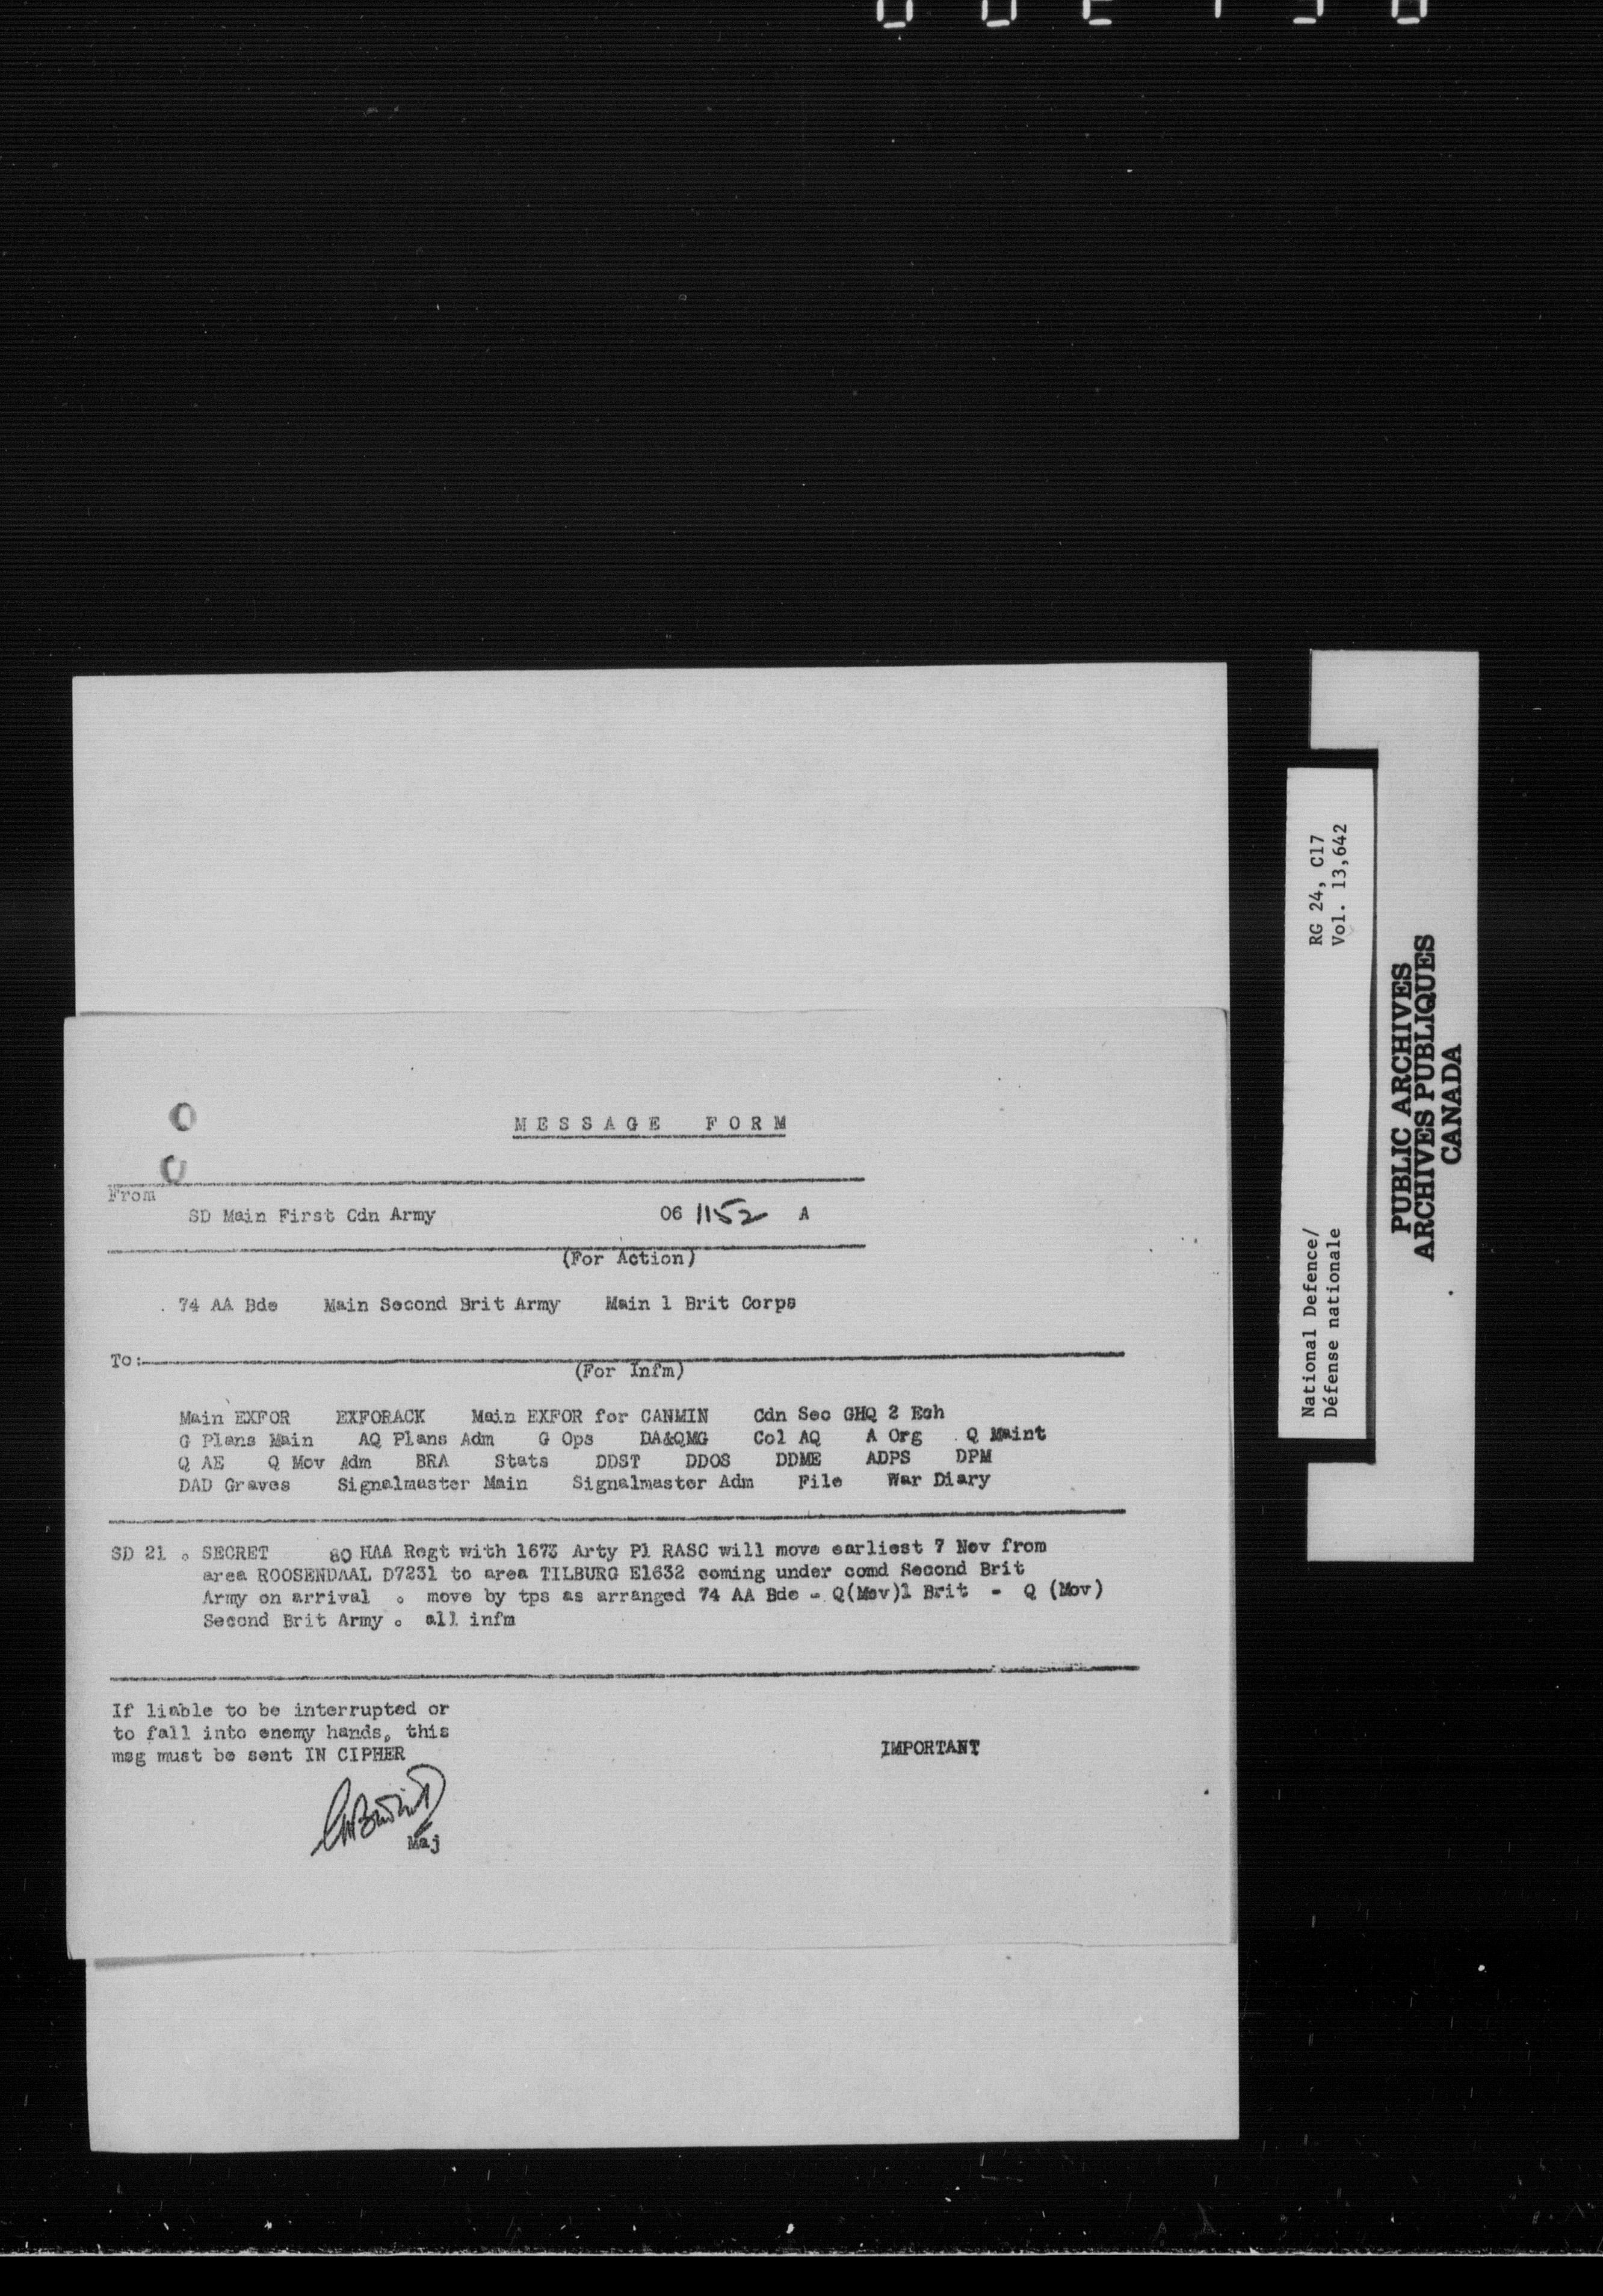 MESSAGE FORM
From
SD Main First Cdn Army 06 1152 A
(For Action)
74 AA Bde Main Second Brit Army Main 1 Brit Corps
To:
(For Infm)
Main EXFOR EXFORACK Main EXFOR for CANMIN Cdn Sec GHQ 2 Ech
G Plans Main AQ Plans Adm G Ops DA&QMG Col AQ A Org Q Maint
Q AE Q Mov Adm BRA Stats DDST DDOS DDME ADPS DPM
DAD Graves Signalmaster Main Signalmaster Adm File War Diary
SD 21 . SECRET 80 HAA Regt with 1673 Arty Pl RASC will move earliest 7 Nov from
area ROOSENDAAL D7231 to area TILBURG E1632 coming under comd Second Brit
Army on arrival . move by tps as arranged 74 AA Bde - Q(Mov)1 Brit - Q (Mov)
Second Brit Army . all infm
If liable to be interrupted or
to fall into enemy hands, this
msg must be sent IN CIPHER
IMPORTANT
Maj
National Defence/
Défense nationale
RG 24, C17
Vol. 13,642
PUBLIC ARCHIVES
ARCHIVES PUBLIQUES
CANADA